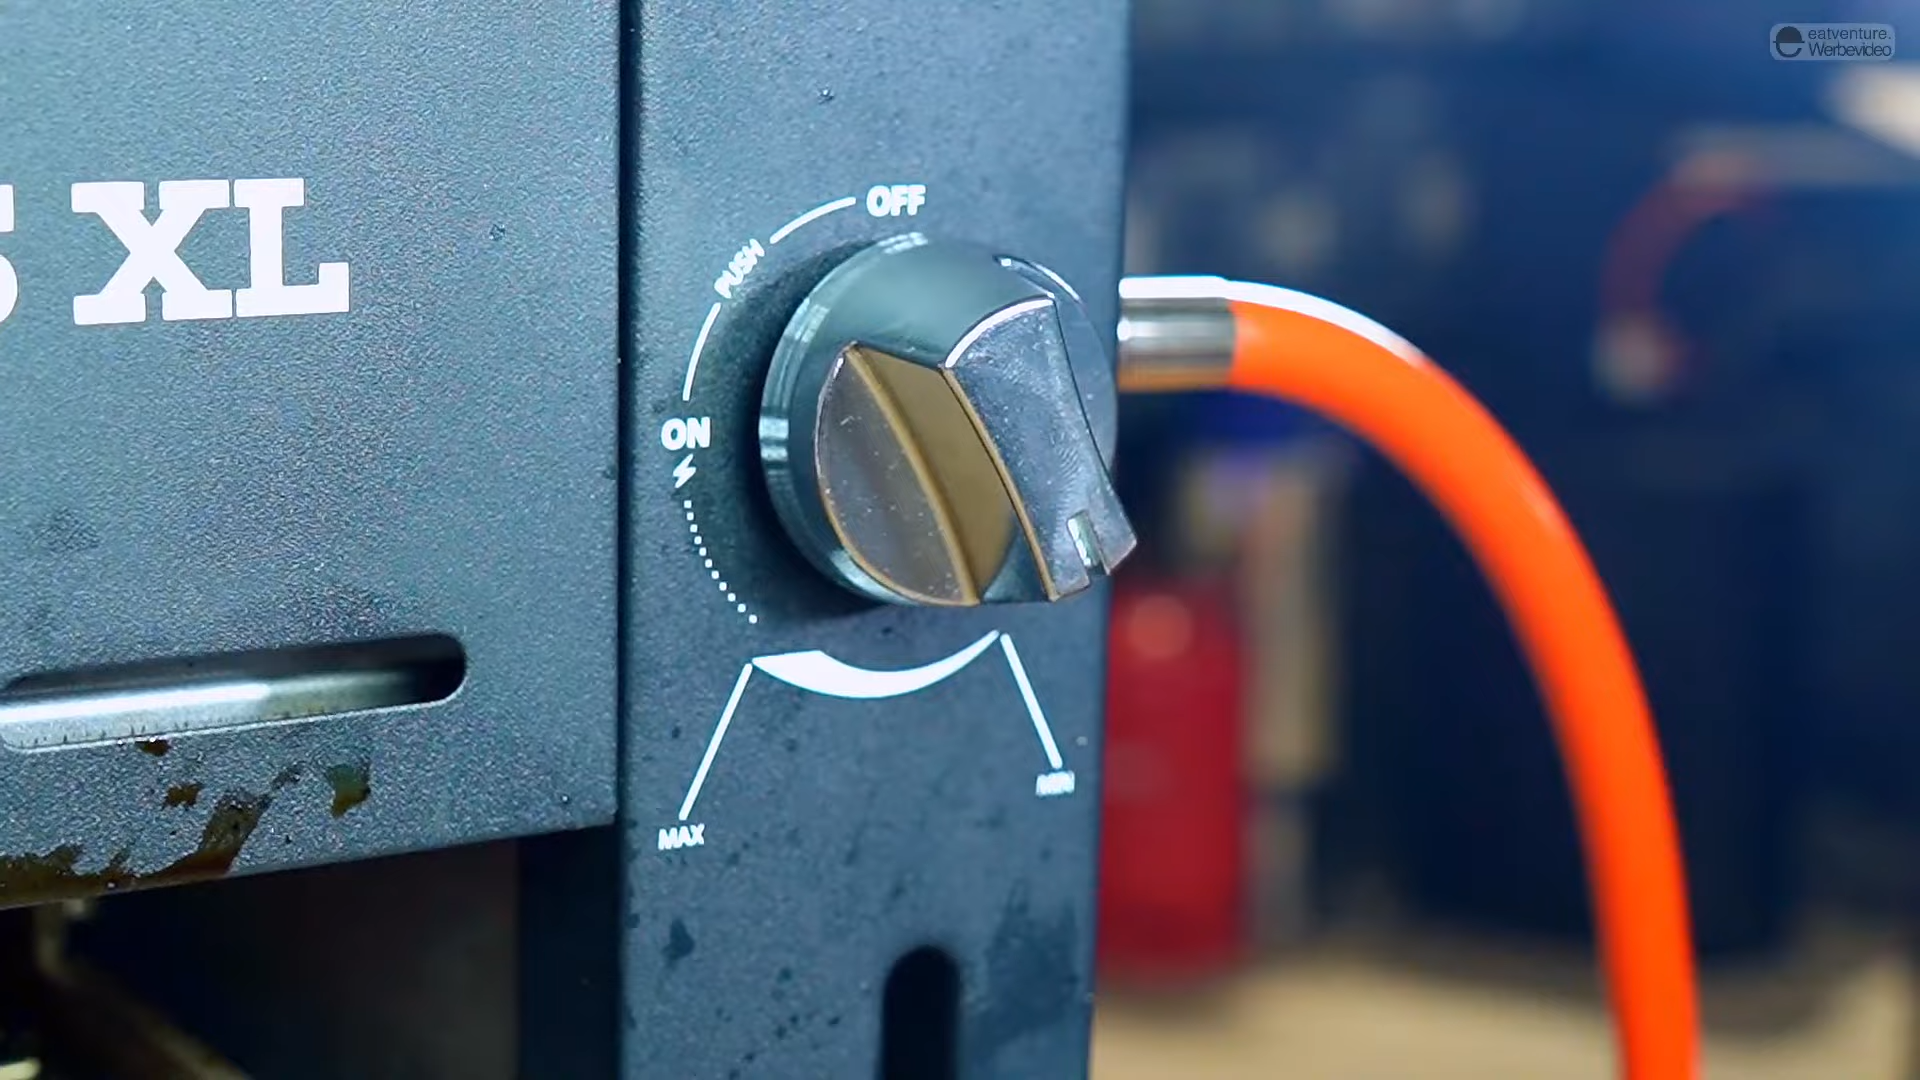 eatventure.
Werbevideo
XL
OFF
PUSH
ON
MAX
MIN